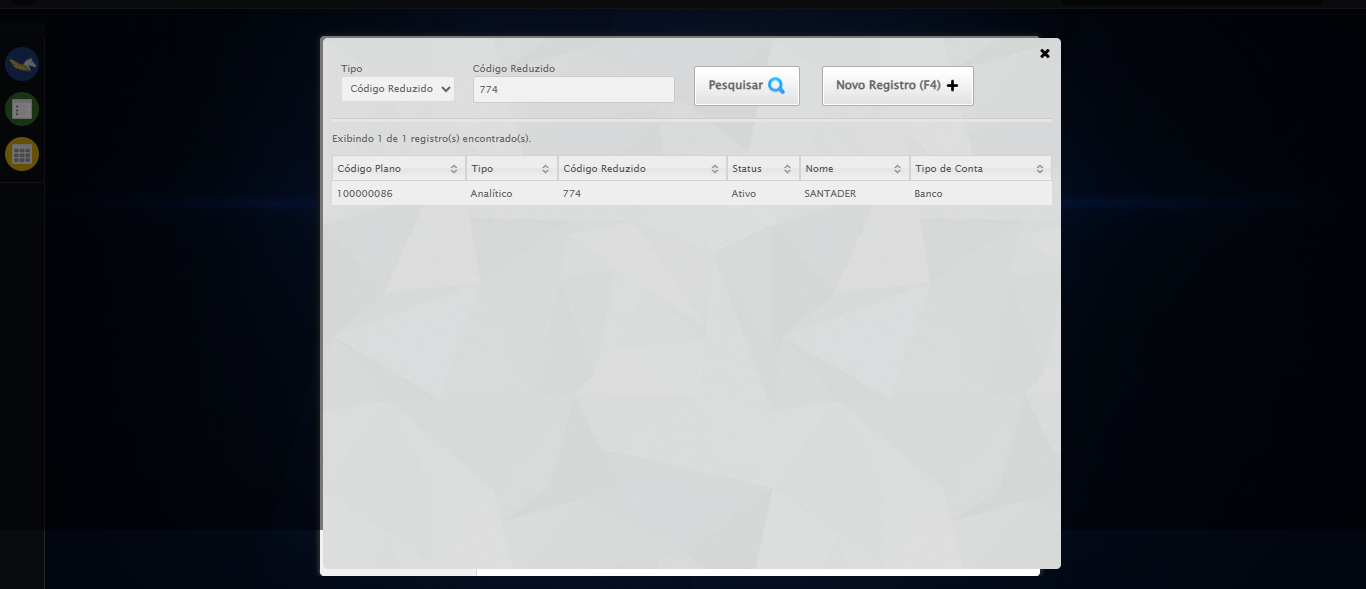 Tipo
Código Reduzido
Código Reduzido
774
Pesquisar
Novo Registro (F4)
Exibindo 1 de 1 registro(s) encontrado(s).
Código Plano Tipo Código Reduzido Status Nome Tipo de Conta
100000086 Analítico 774 Ativo SANTADER Banco